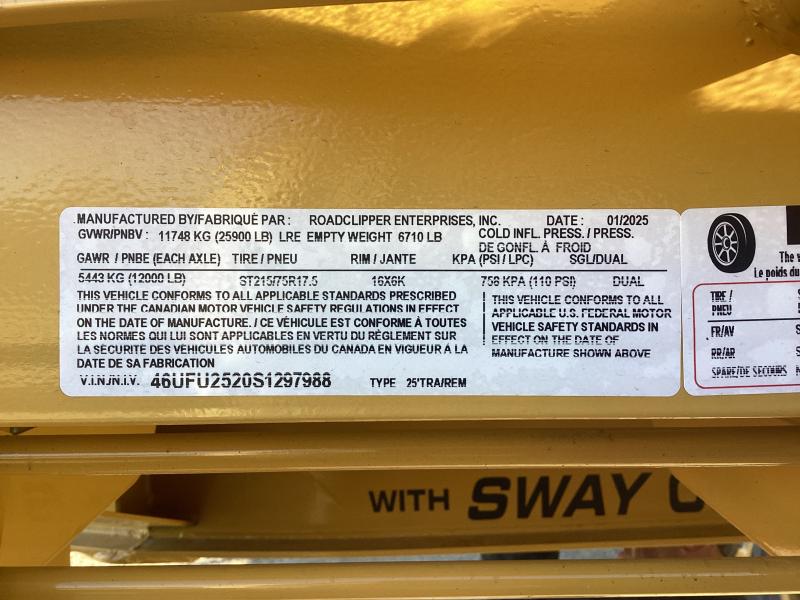 MANUFACTURED BY/FABRIQUÉ PAR : ROADCLIPPER ENTERPRISES, INC. DATE : 01/2025
GVWR/PNBV : 11748 KG (25900 LB) LRE EMPTY WEIGHT 6710 LB COLD INFL. PRESS. / PRESS.
DE GONFL. À FROID
GAWR / PNBE (EACH AXLE) TIRE / PNEU RIM / JANTE KPA (PSI / LPC) SGL/DUAL
5443 KG (12000 LB) ST215/75R17.5 16X6K 758 KPA (110 PSI) DUAL
THIS VEHICLE CONFORMS TO ALL APPLICABLE STANDARDS PRESCRIBED
UNDER THE CANADIAN MOTOR VEHICLE SAFETY REGULATIONS IN EFFECT
ON THE DATE OF MANUFACTURE. / CE VÉHICULE EST CONFORME À TOUTES
LES NORMES QUI LUI SONT APPLICABLES EN VERTU DU RÈGLEMENT SUR
LA SÉCURITÉ DES VÉHICULES AUTOMOBILES DU CANADA EN VIGUEUR À LA
DATE DE SA FABRICATION
THIS VEHICLE CONFORMS TO ALL
APPLICABLE U.S. FEDERAL MOTOR
VEHICLE SAFETY STANDARDS IN
EFFECT ON THE DATE OF
MANUFACTURE SHOWN ABOVE
V.I.N./N.I.V. 46UFU2520S1297988 TYPE 25'TRA/REM
The v
Le poids du
TIRE /
PNEU
FR/AV
RR/AR
SPARE/DE SECOURS
WITH SWAY